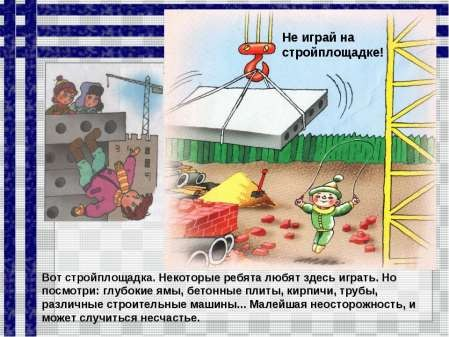 Не играй на
стройплощадке!
Вот стройплощадка. Некоторые ребята любят здесь играть. Но
посмотри: глубокие ямы, бетонные плиты, кирпичи, трубы,
различные строительные машины... Малейшая неосторожность, и
может случиться несчастье.